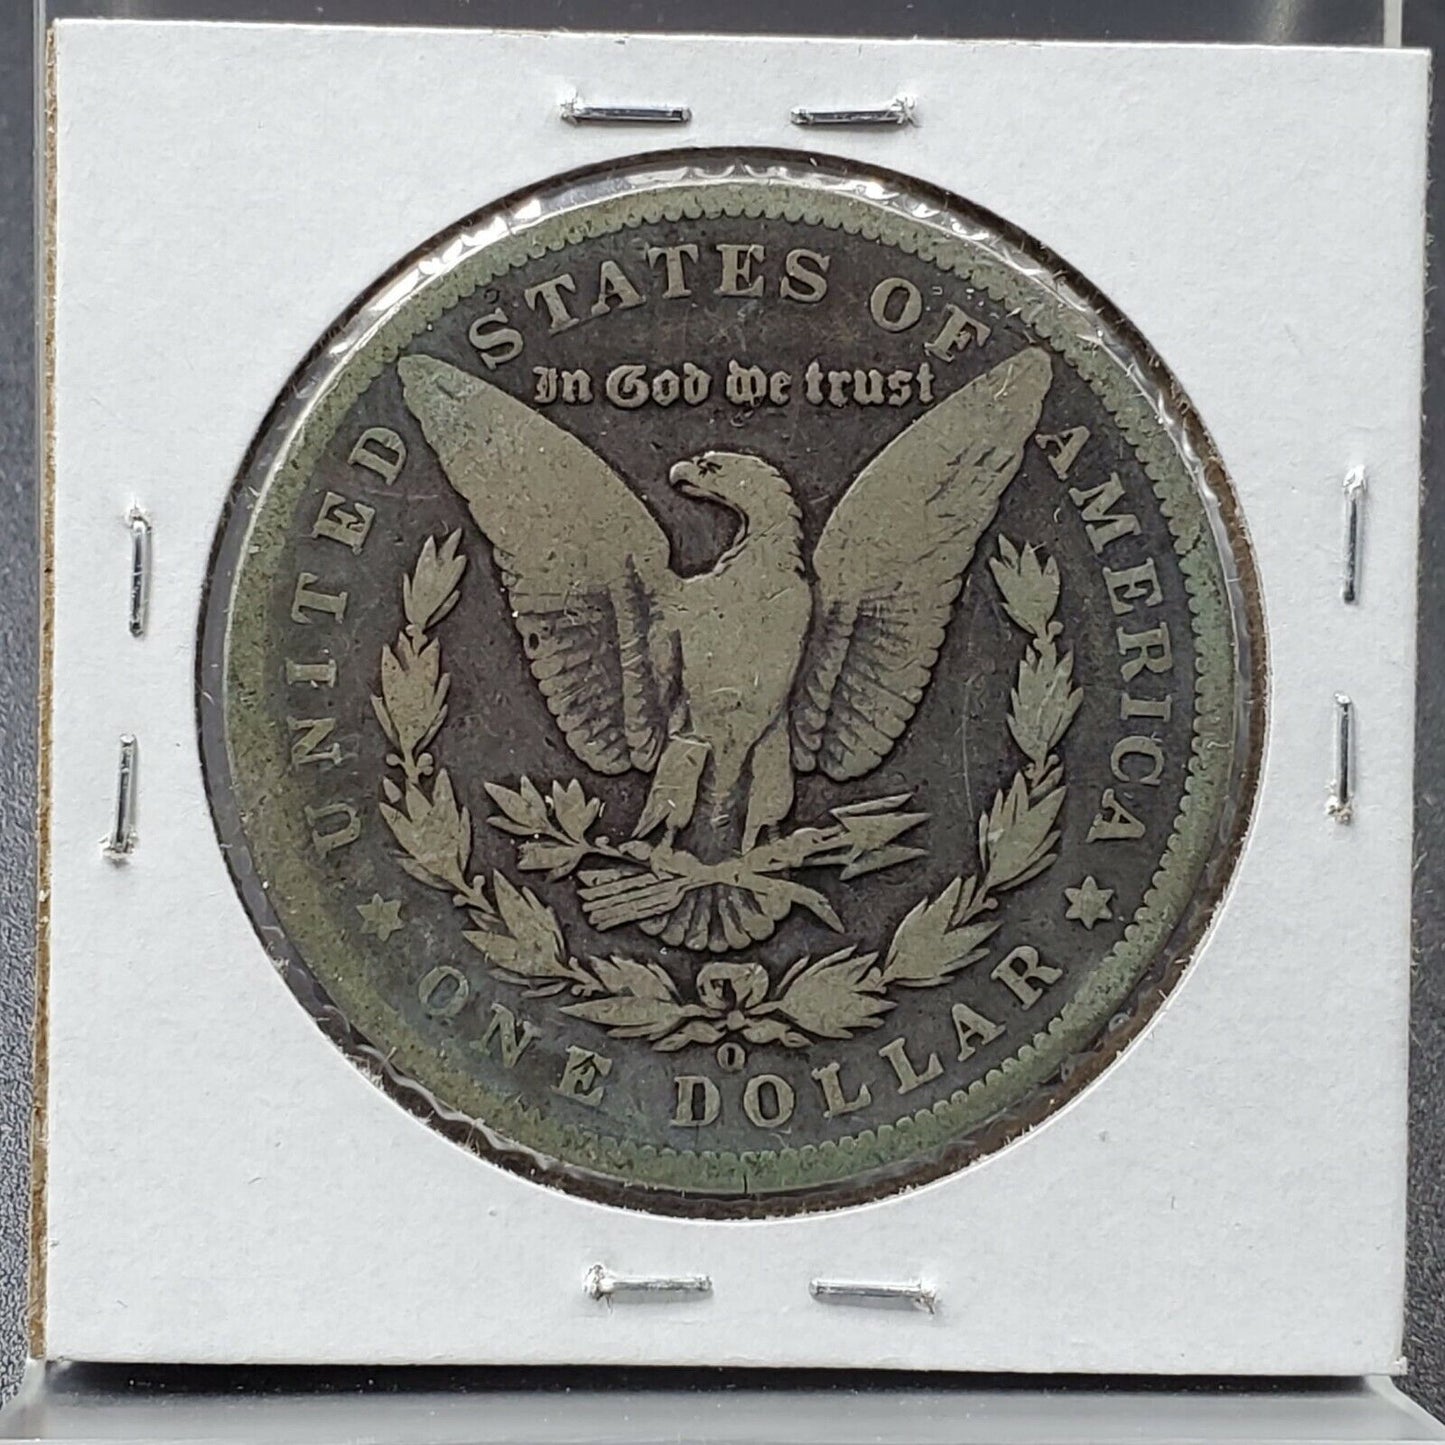 UNITED STATES OF AMERICA
In God we trust
O
ONE DOLLAR